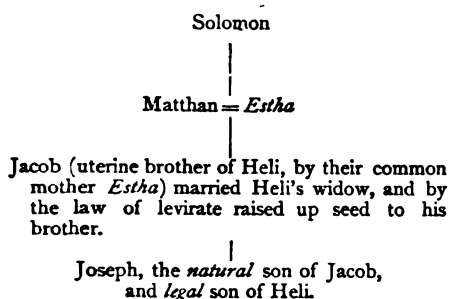 Solomon
Matthan = Estha
Jacob (uterine brother of Heli, by their common
mother Estha) married Heli's widow, and by
the law of levirate raised up seed to his
brother.
Joseph, the natural son of Jacob,
and legal son of Heli.